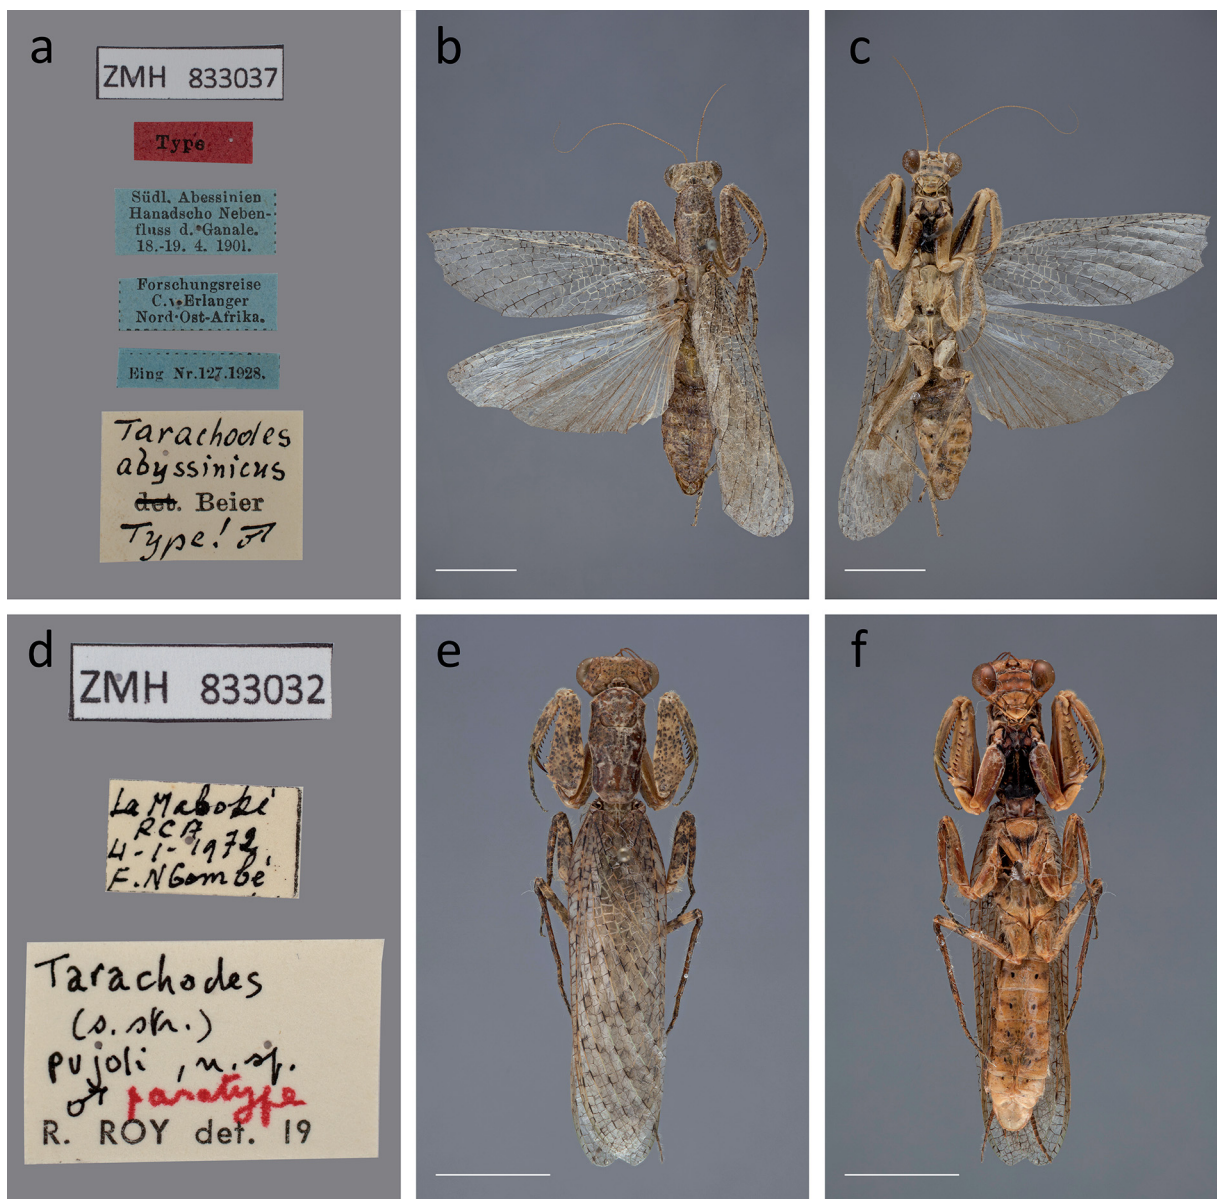 a
ZMH 833037
Type
Südl. Abessinien
Hanadscho Neben-
fluss d. Ganale.
18.-19. 4. 1901.
Forschungsreise
C. v. Erlanger
Nord-Ost-Afrika.
Eing Nr. 127.1928.
Tarachodes
abyssinicus
det. Beier
Type! ♂
b
c
d
ZMH 833032
La Maboké
RCA
4-1-1972
F. NGombé
Tarachodes
(s. str.)
pujoli, n. sp.
♂ paratype
R. ROY det. 19
e
f